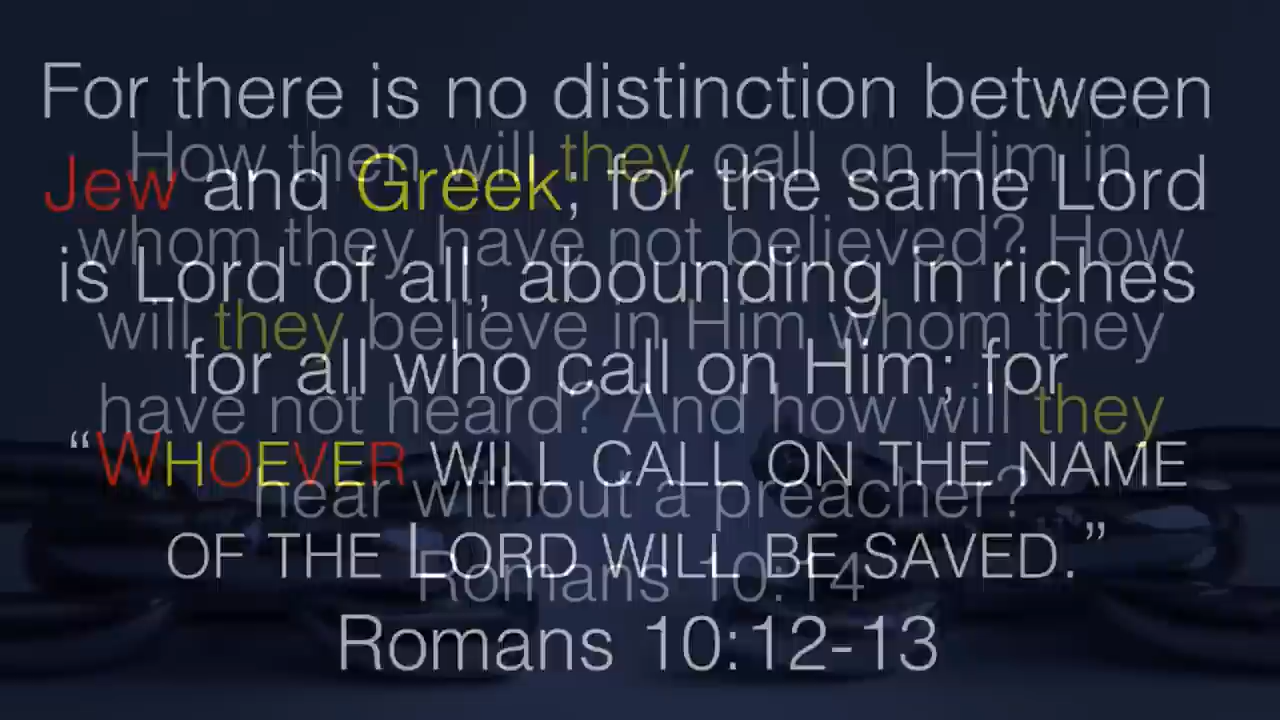 For there is no distinction between
Jew and Greek; for the same Lord
is Lord of all, abounding in riches
for all who call on Him; for
“WHOEVER WILL CALL ON THE NAME
OF THE LORD WILL BE SAVED.”
Romans 10:12-13
How then will they call on Him in
whom they have not believed? How
will they believe in Him whom they
have not heard? And how will they
hear without a preacher?
Romans 10:14